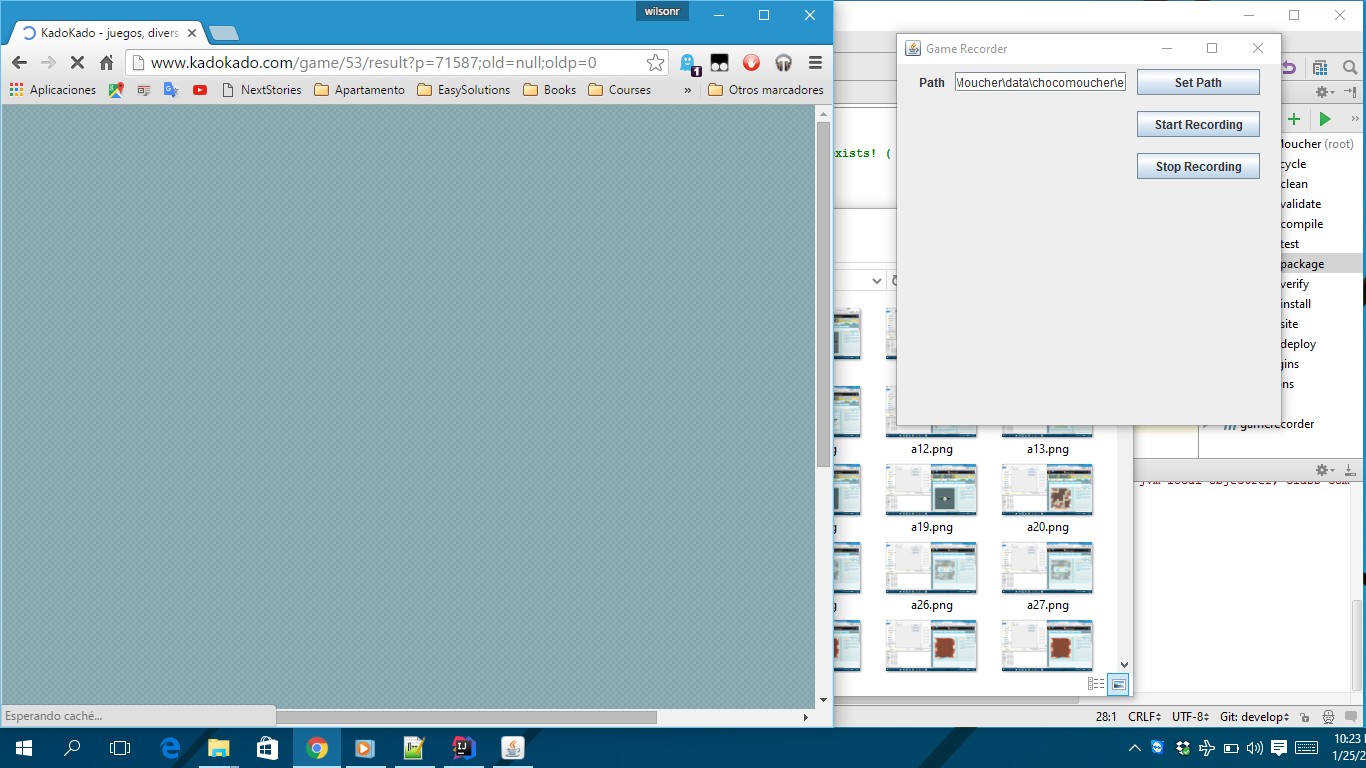 wilsonr
KadoKado - juegos, divers
www.kadokado.com/game/53/result?p=71587;old=null;oldp=0
1
Aplicaciones
NextStories
Apartamento
EasySolutions
Books
Courses
»
Otros marcadores
Esperando caché...
Game Recorder
Path
Moucher\data\chocomoucher\e
Set Path
Start Recording
Stop Recording
xists! (
Moucher (root)
cycle
clean
validate
compile
test
package
verify
install
site
deploy
gins
ns
gamerecorder
a12.png
a13.png
a19.png
a20.png
a26.png
a27.png
28:1
CRLF
UTF-8
Git: develop
10:23
1/25/2